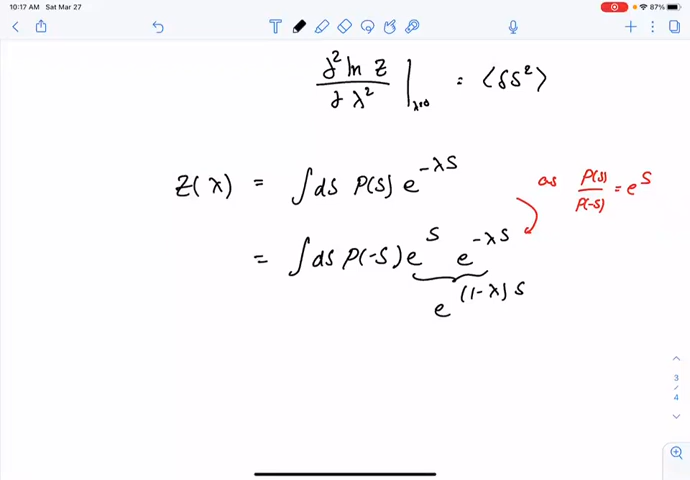 10:17 AM Sat Mar 27
87%
∂² ln Z / ∂λ² |λ=0 = ⟨δS²⟩
Z(λ) = ∫ dS P(S) e^{-λS}
as P(S)/P(-S) = e^S
= ∫ dS P(-S) e^S e^{-λS}
e^{(1-λ)S}
3
/
4